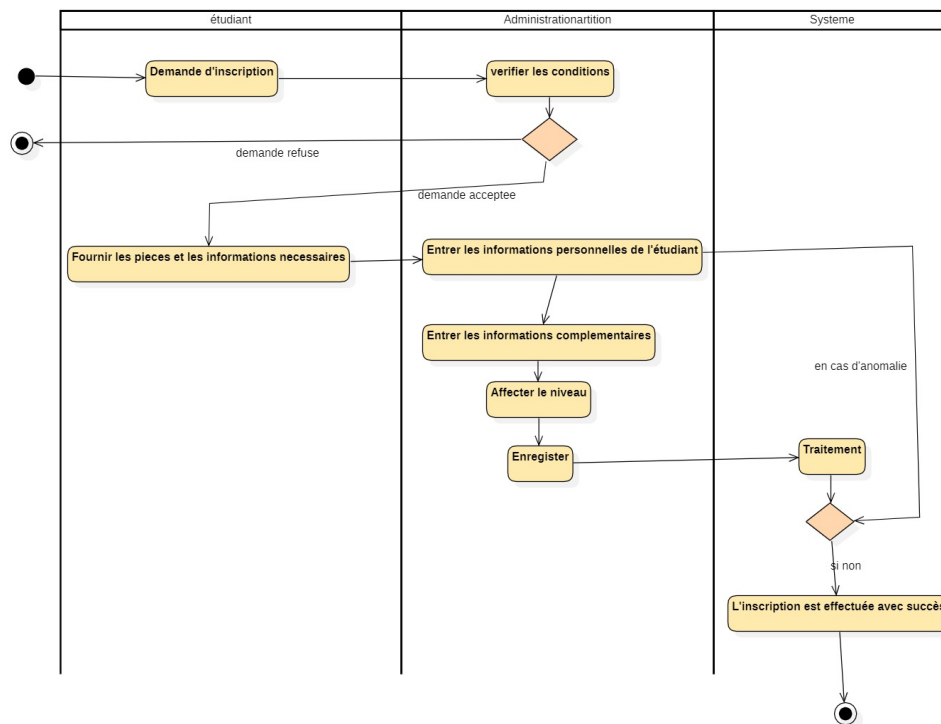 étudiant
Administrationartition
Systeme
Demande d'inscription
verifier les conditions
demande refuse
demande acceptee
Fournir les pieces et les informations necessaires
Entrer les informations personnelles de l'étudiant
Entrer les informations complementaires
en cas d'anomalie
Affecter le niveau
Enregister
Traitement
si non
L'inscription est effectuée avec succès